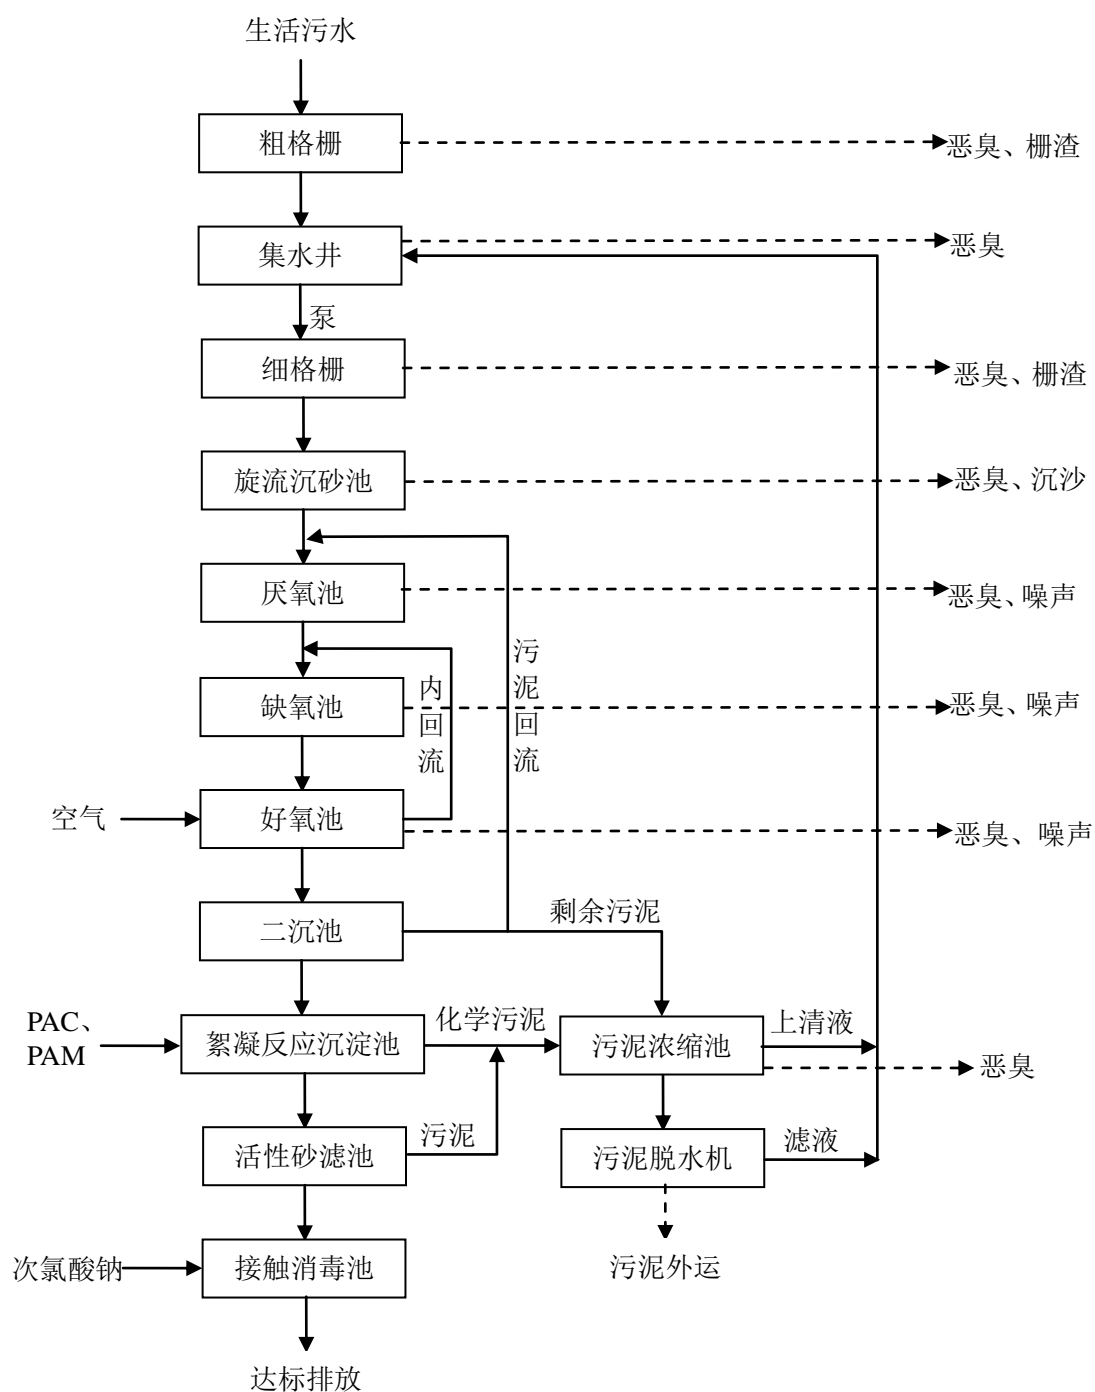 生活污水
粗格栅
恶臭、栅渣
集水井
恶臭
泵
细格栅
恶臭、栅渣
旋流沉砂池
恶臭、沉沙
厌氧池
恶臭、噪声
污泥回流
内回流
缺氧池
恶臭、噪声
空气
好氧池
恶臭、噪声
二沉池
剩余污泥
PAC、
PAM
絮凝反应沉淀池
化学污泥
污泥浓缩池
上清液
恶臭
活性砂滤池
污泥
污泥脱水机
滤液
次氯酸钠
接触消毒池
污泥外运
达标排放